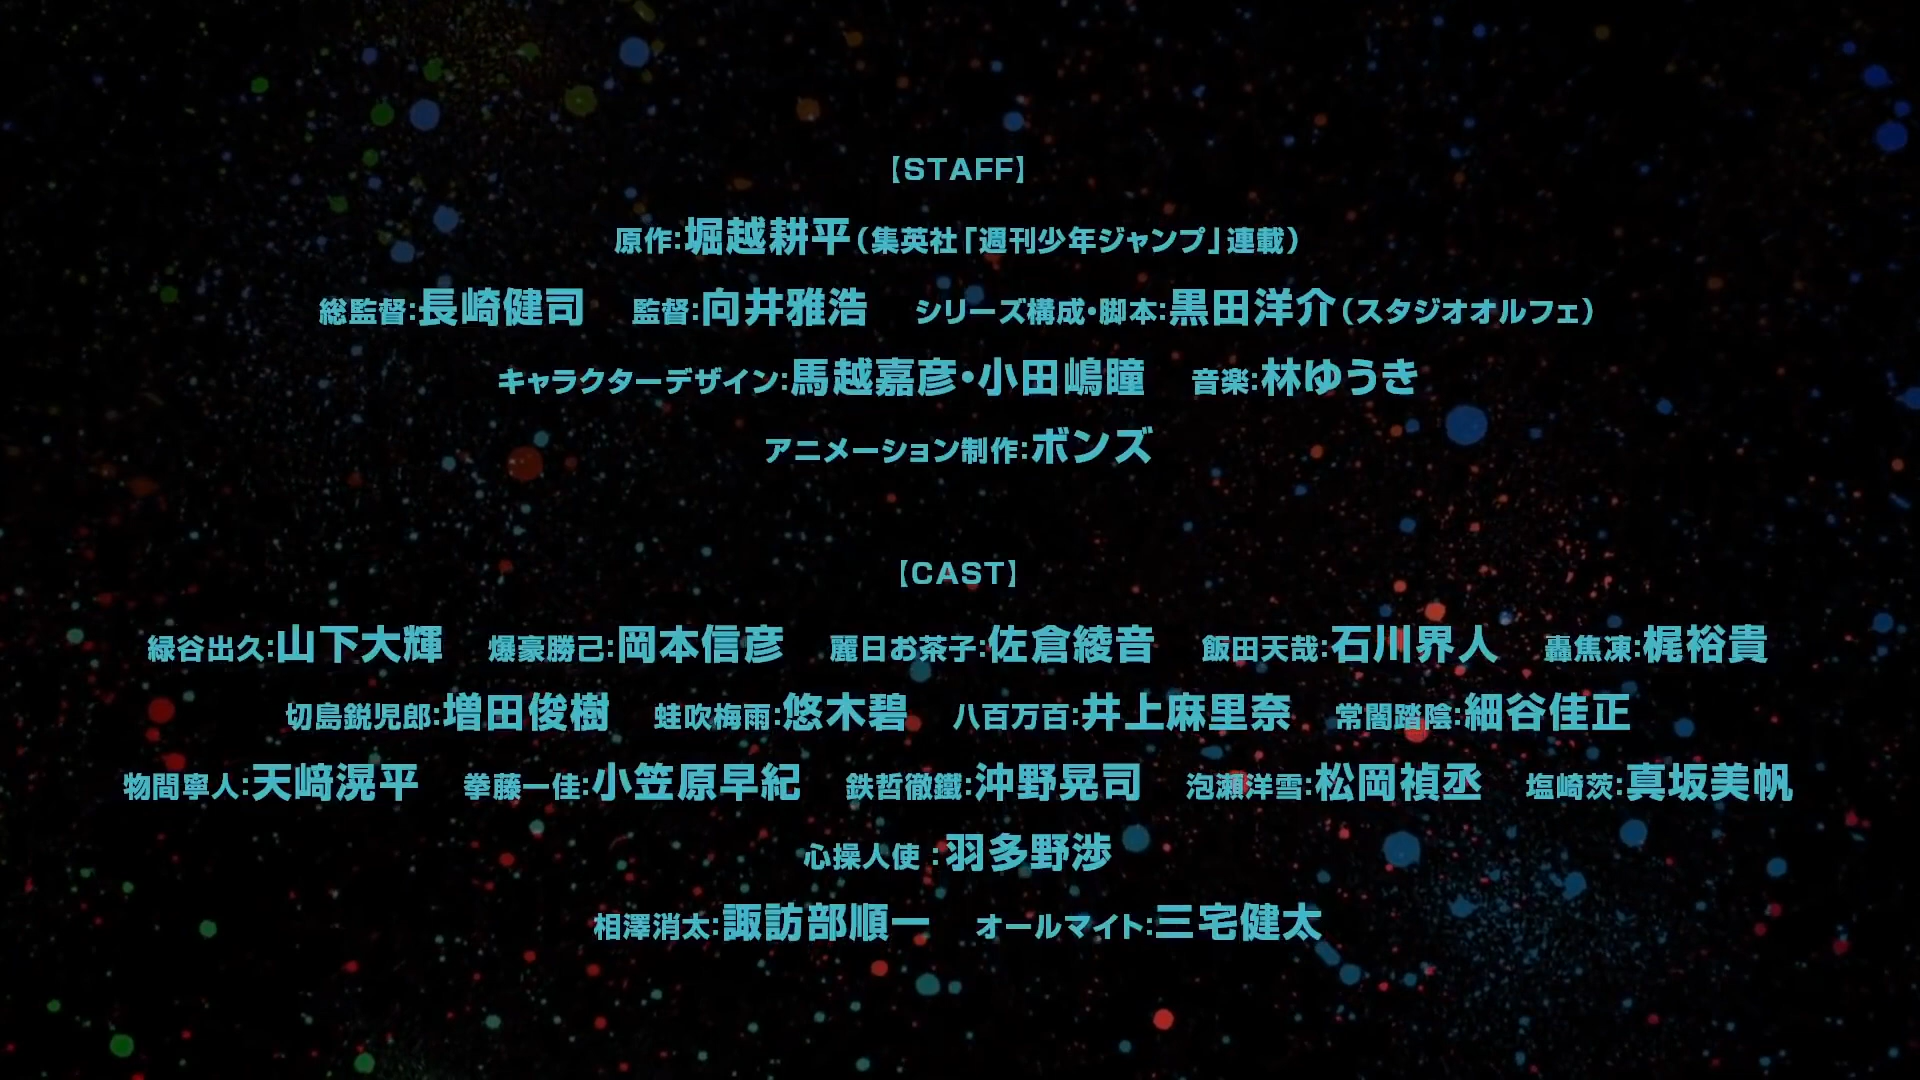 【STAFF】
原作:堀越耕平（集英社「週刊少年ジャンプ」連載）
総監督:長崎健司　監督:向井雅浩　シリーズ構成・脚本:黒田洋介（スタジオオルフェ）
キャラクターデザイン:馬越嘉彦・小田嶋瞳　音楽:林ゆうき
アニメーション制作:ボンズ
【CAST】
緑谷出久:山下大輝　爆豪勝己:岡本信彦　麗日お茶子:佐倉綾音　飯田天哉:石川界人　轟焦凍:梶裕貴
切島鋭児郎:増田俊樹　蛙吹梅雨:悠木碧　八百万百:井上麻里奈　常闇踏陰:細谷佳正
物間寧人:天﨑滉平　拳藤一佳:小笠原早紀　鉄哲徹鐵:沖野晃司　泡瀬洋雪:松岡禎丞　塩崎茨:真坂美帆
心操人使 :羽多野渉
相澤消太:諏訪部順一　オールマイト:三宅健太